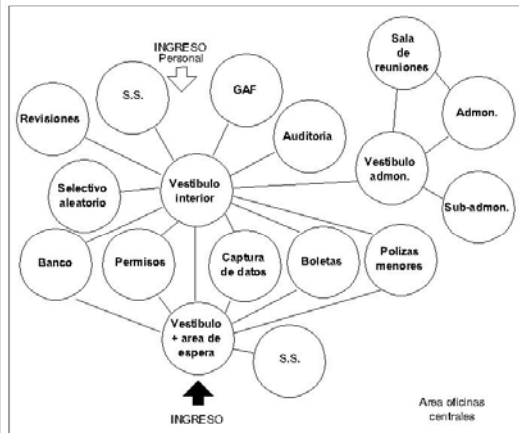 INGRESO
Personal
Sala
de
reuniones
S.S.
GAF
Revisiones
Admon.
Auditoria
Vestibulo
admon.
Vestibulo
interior
Selectivo
aleatorio
Sub-admon.
Banco
Permisos
Captura
de datos
Boletas
Polizas
menores
Vestibulo
+ area de
espera
S.S.
INGRESO
Area oficinas
centrales